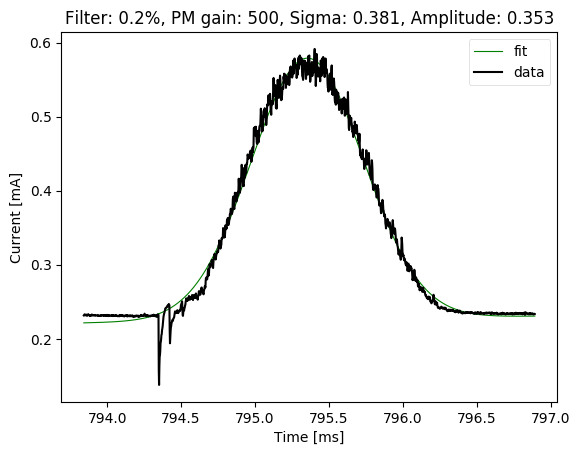 Filter: 0.2%, PM gain: 500, Sigma: 0.381, Amplitude: 0.353
fit
data
Current [mA]
0.6
0.5
0.4
0.3
0.2
794.0 794.5 795.0 795.5 796.0 796.5 797.0
Time [ms]